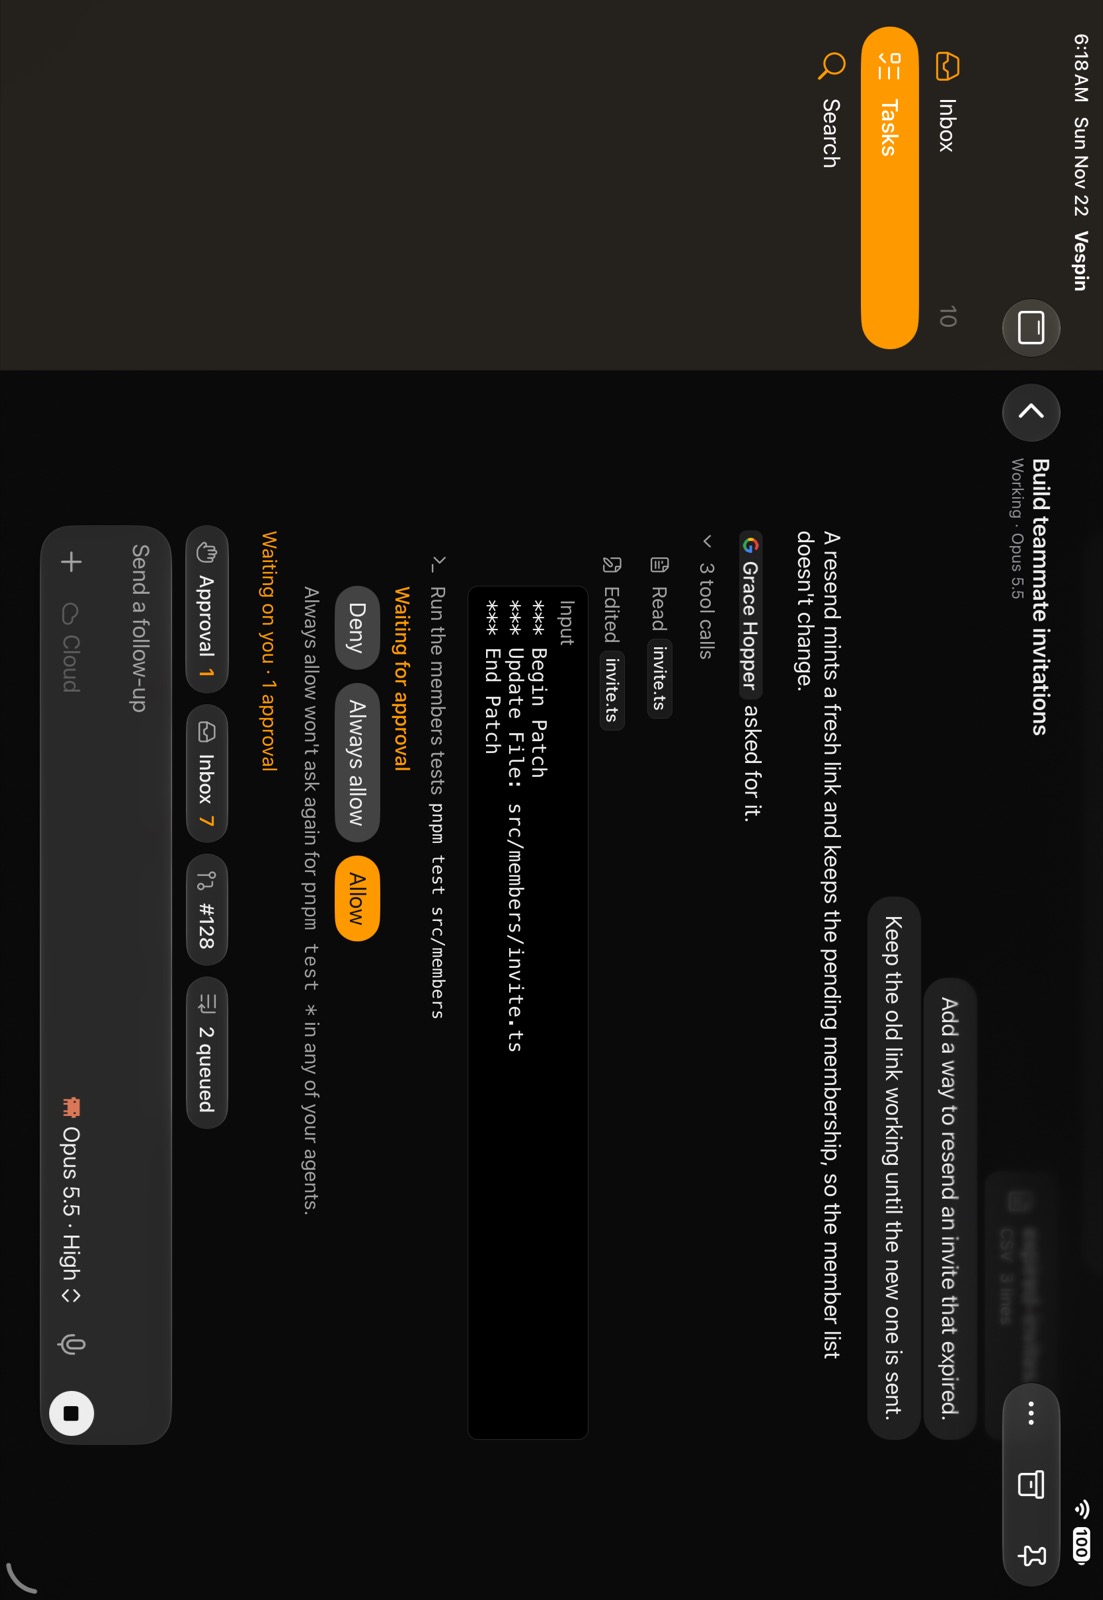 6:18 AM Sun Nov 22 Vespin
100
Build teammate invitations
Working · Opus 5.5
Inbox 10
Tasks
Search
expired-invites
CSV 3 lines
Add a way to resend an invite that expired.
Keep the old link working until the new one is sent.
A resend mints a fresh link and keeps the pending membership, so the member list
doesn't change.
Grace Hopper asked for it.
3 tool calls
Read invite.ts
Edited invite.ts
Input
*** Begin Patch
*** Update File: src/members/invite.ts
*** End Patch
Run the members tests pnpm test src/members
Waiting for approval
Deny Always allow Allow
Always allow won't ask again for pnpm test * in any of your agents.
Waiting on you · 1 approval
Approval 1 Inbox 7 #128 2 queued
Send a follow-up
Cloud Opus 5.5 · High